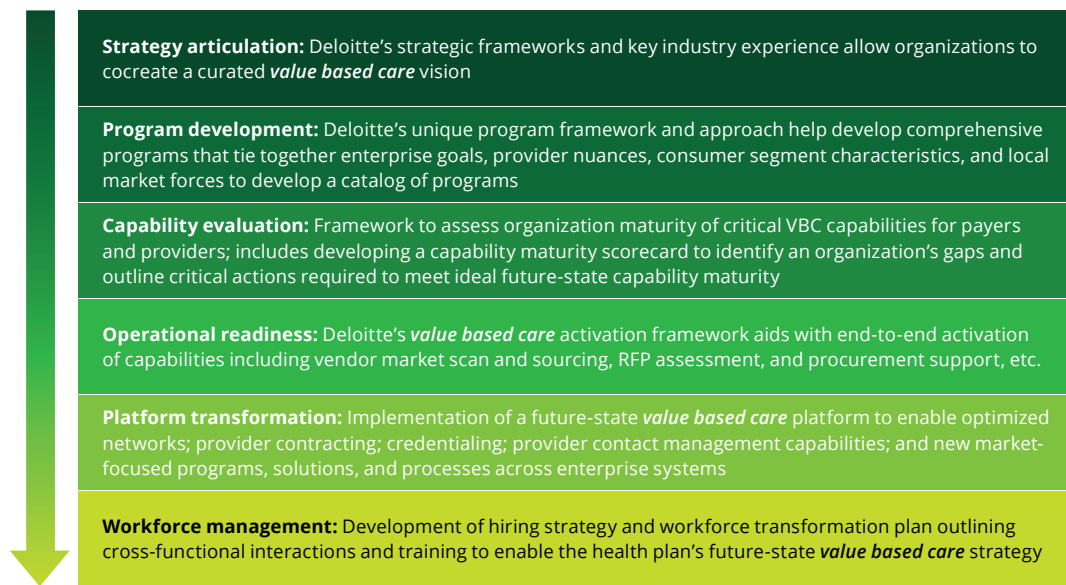 Strategy articulation: Deloitte’s strategic frameworks and key industry experience allow organizations to
cocreate a curated value based care vision
Program development: Deloitte’s unique program framework and approach help develop comprehensive
programs that tie together enterprise goals, provider nuances, consumer segment characteristics, and local
market forces to develop a catalog of programs
Capability evaluation: Framework to assess organization maturity of critical VBC capabilities for payers
and providers; includes developing a capability maturity scorecard to identify an organization’s gaps and
outline critical actions required to meet ideal future-state capability maturity
Operational readiness: Deloitte’s value based care activation framework aids with end-to-end activation
of capabilities including vendor market scan and sourcing, RFP assessment, and procurement support, etc.
Platform transformation: Implementation of a future-state value based care platform to enable optimized
networks; provider contracting; credentialing; provider contact management capabilities; and new market-
focused programs, solutions, and processes across enterprise systems
Workforce management: Development of hiring strategy and workforce transformation plan outlining
cross-functional interactions and training to enable the health plan’s future-state value based care strategy